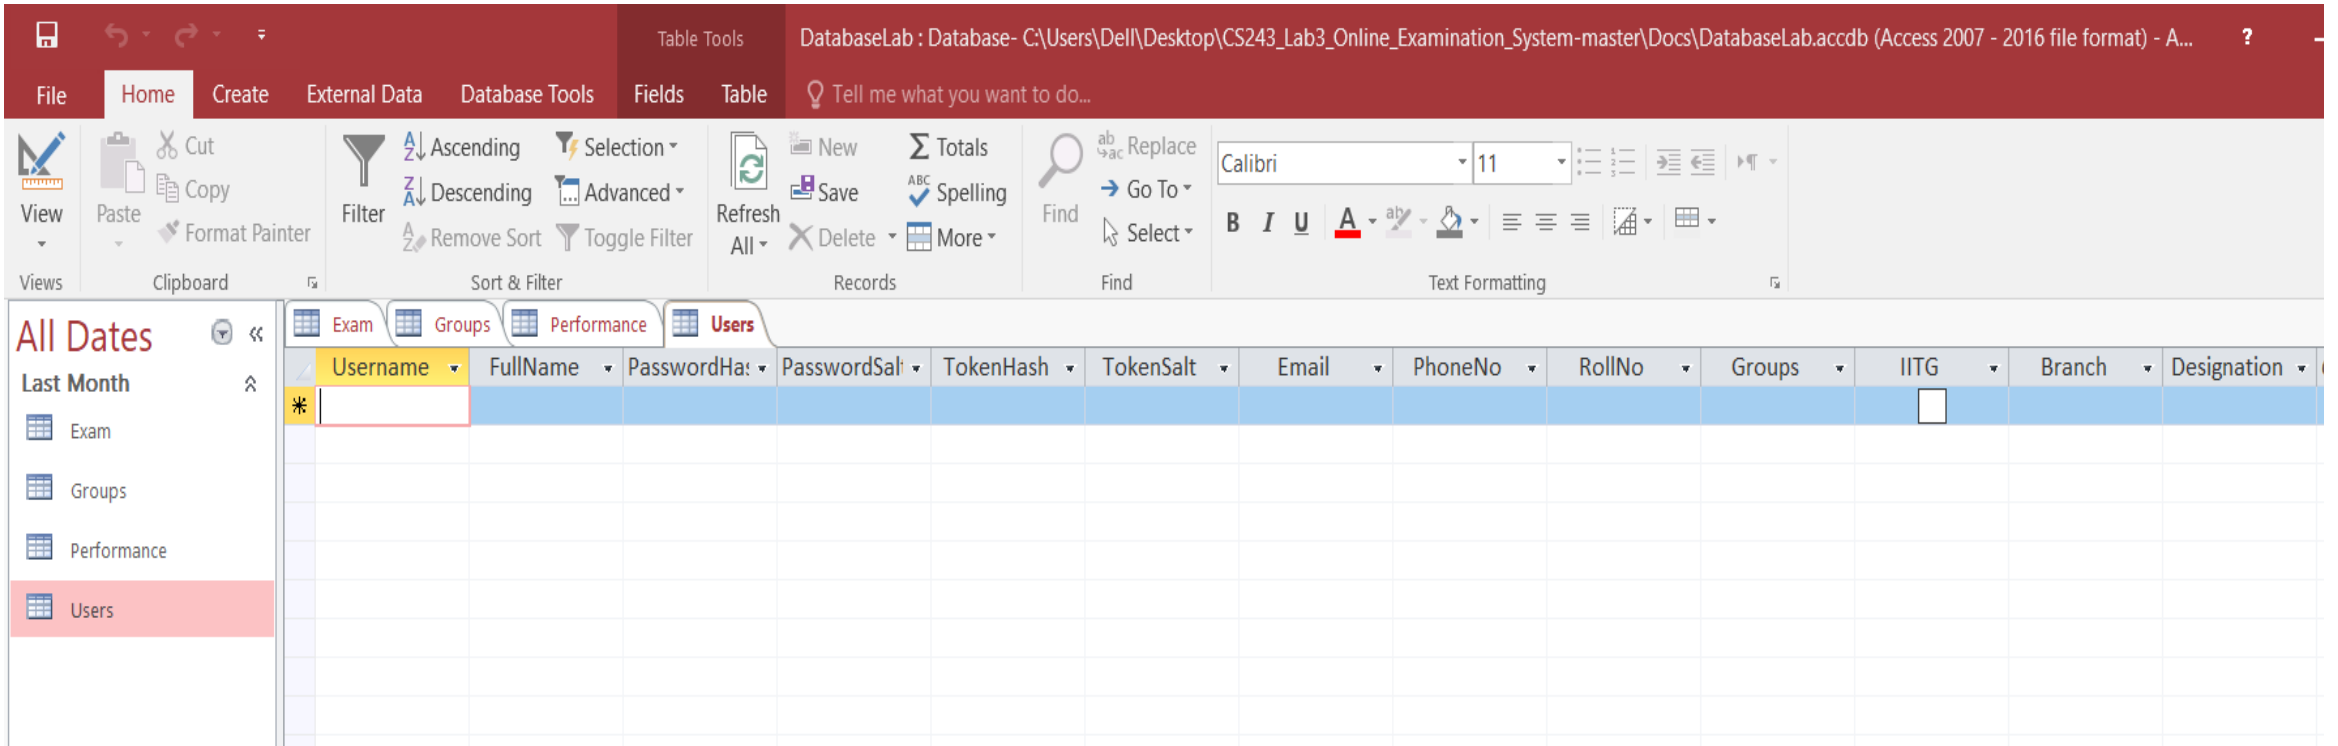 Table Tools
DatabaseLab : Database- C:\Users\Dell\Desktop\CS243_Lab3_Online_Examination_System-master\Docs\DatabaseLab.accdb (Access 2007 - 2016 file format) - A... ?
File Home Create External Data Database Tools Fields Table Tell me what you want to do...
View
Views
Paste
Cut
Copy
Format Painter
Clipboard
Filter
Ascending
Descending
Remove Sort
Selection
Advanced
Toggle Filter
Sort & Filter
Refresh
All
New
Save
Delete
Totals
Spelling
More
Records
Find
Replace
Go To
Select
Find
Calibri 11
B I U A
Text Formatting
All Dates
Last Month
Exam
Groups
Performance
Users
Exam Groups Performance Users
Username FullName PasswordHas PasswordSalt TokenHash TokenSalt Email PhoneNo RollNo Groups IITG Branch Designation